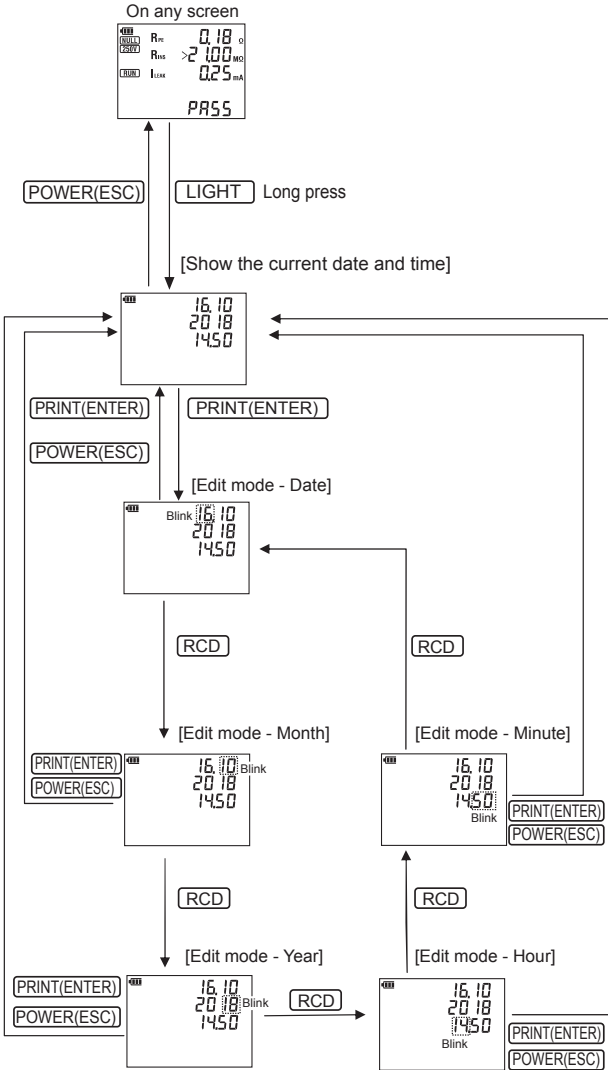 On any screen
NULL RPE 0.18 Ω
250V RINS >21.00 MΩ
RUN ILEAK 0.25 mA
PASS
POWER(ESC) LIGHT Long press
[Show the current date and time]
16.10
2018
14.50
PRINT(ENTER) PRINT(ENTER)
POWER(ESC)
[Edit mode - Date]
Blink 16.10
2018
14.50
RCD
RCD
[Edit mode - Month]
PRINT(ENTER)
POWER(ESC)
16.10 Blink
2018
14.50
[Edit mode - Minute]
16.10
2018
14.50
Blink
PRINT(ENTER)
POWER(ESC)
RCD
RCD
[Edit mode - Year]
PRINT(ENTER)
POWER(ESC)
16.10
2018 Blink
14.50
RCD
[Edit mode - Hour]
16.10
2018
14.50
Blink
PRINT(ENTER)
POWER(ESC)